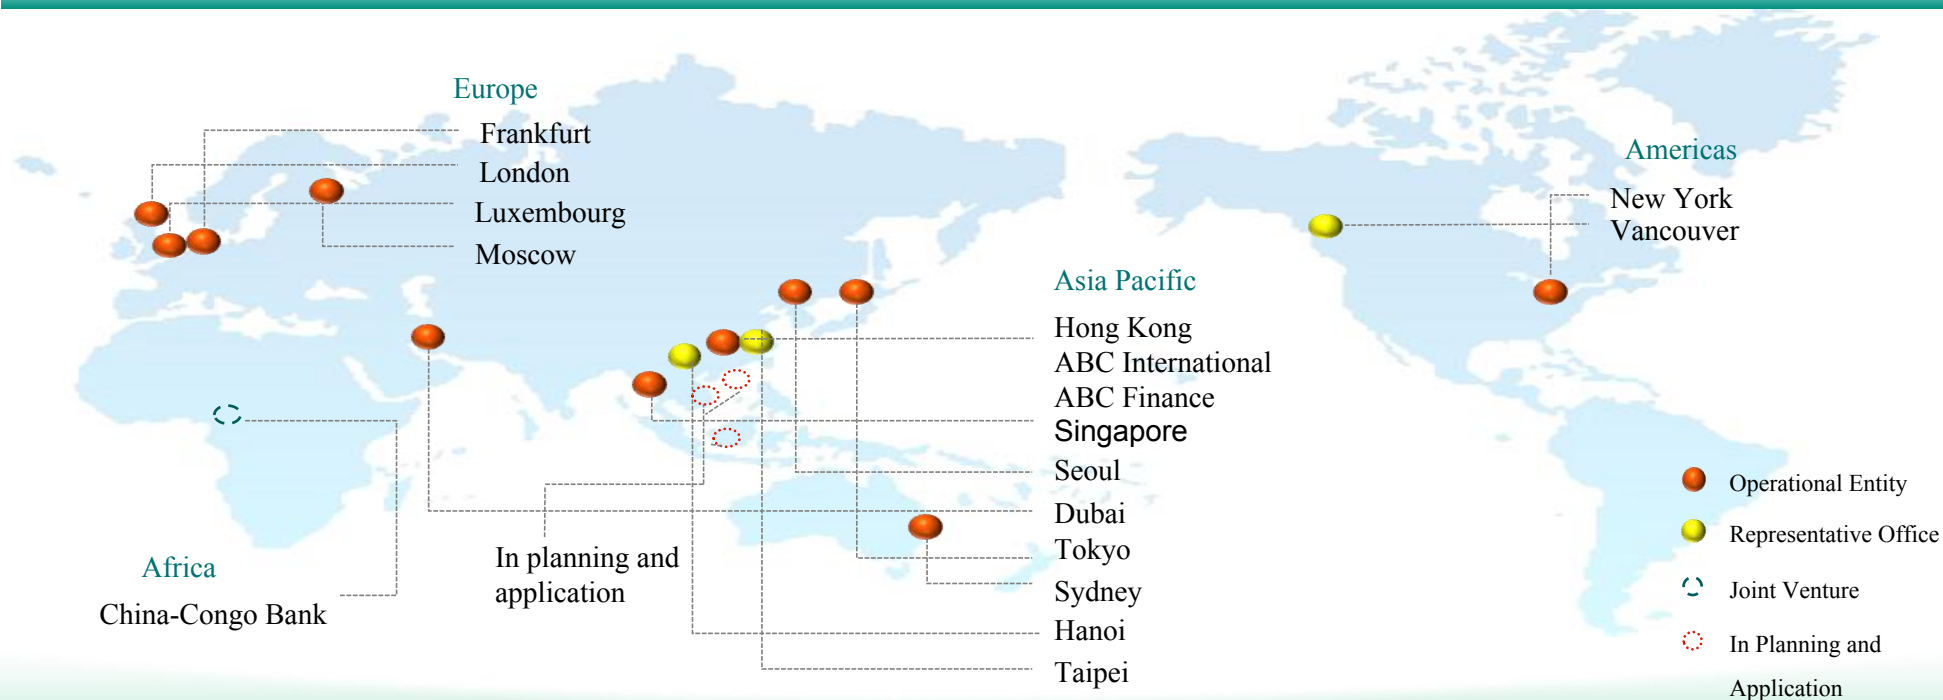 Europe
Frankfurt
London
Luxembourg
Moscow
Americas
New York
Vancouver
Asia Pacific
Hong Kong
ABC International
ABC Finance
Singapore
Seoul
Dubai
Tokyo
Sydney
Hanoi
Taipei
Africa
China-Congo Bank
In planning and
application
Operational Entity
Representative Office
Joint Venture
In Planning and
Application